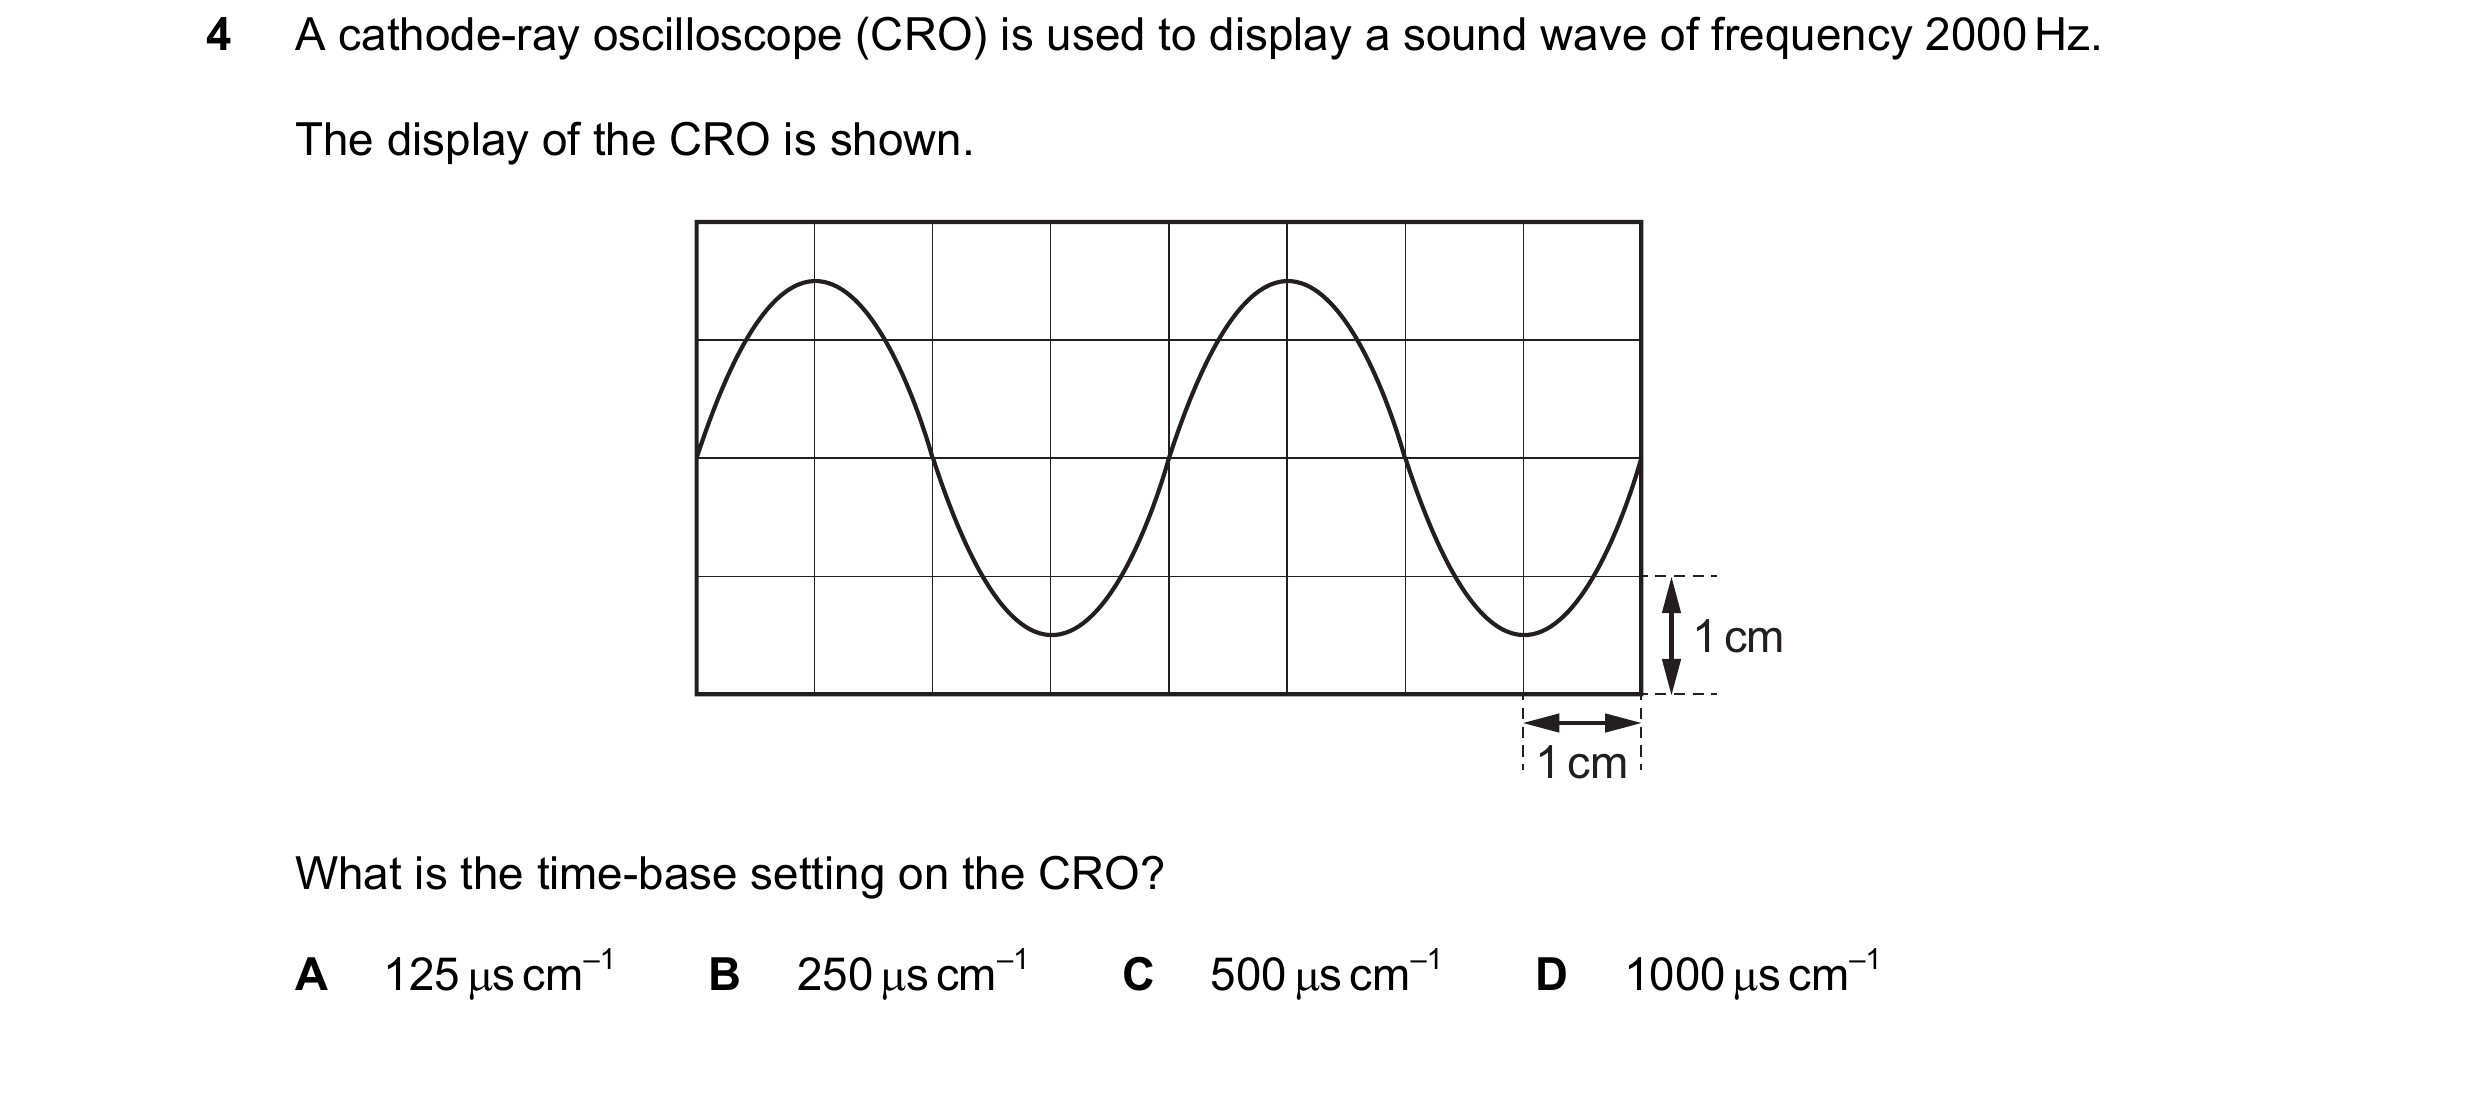 4 A cathode-ray oscilloscope (CRO) is used to display a sound wave of frequency 2000 Hz.
The display of the CRO is shown.
1 cm
1 cm
What is the time-base setting on the CRO?
A 125 μs cm⁻¹ B 250 μs cm⁻¹ C 500 μs cm⁻¹ D 1000 μs cm⁻¹